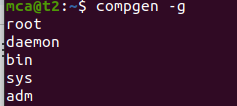 mca@t2:~$ compgen -g
root
daemon
bin
sys
adm